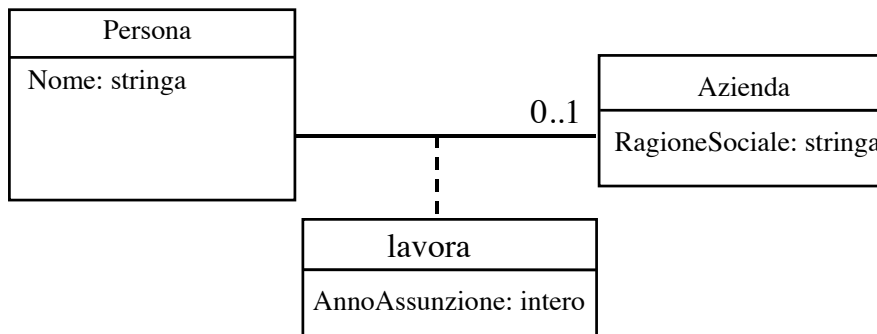 Persona
Nome: stringa
0..1
Azienda
RagioneSociale: stringa
lavora
AnnoAssunzione: intero